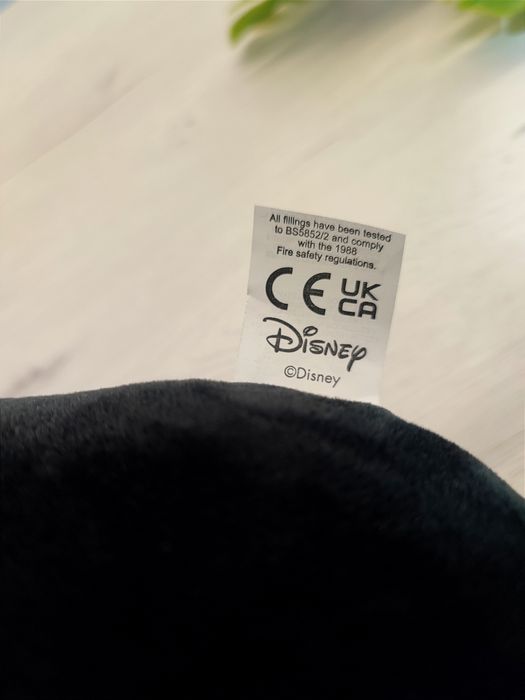 All fillings have been tested
to BS5852/2 and comply
with the 1988
Fire safety regulations.
CE UK
CA
Disney
©Disney